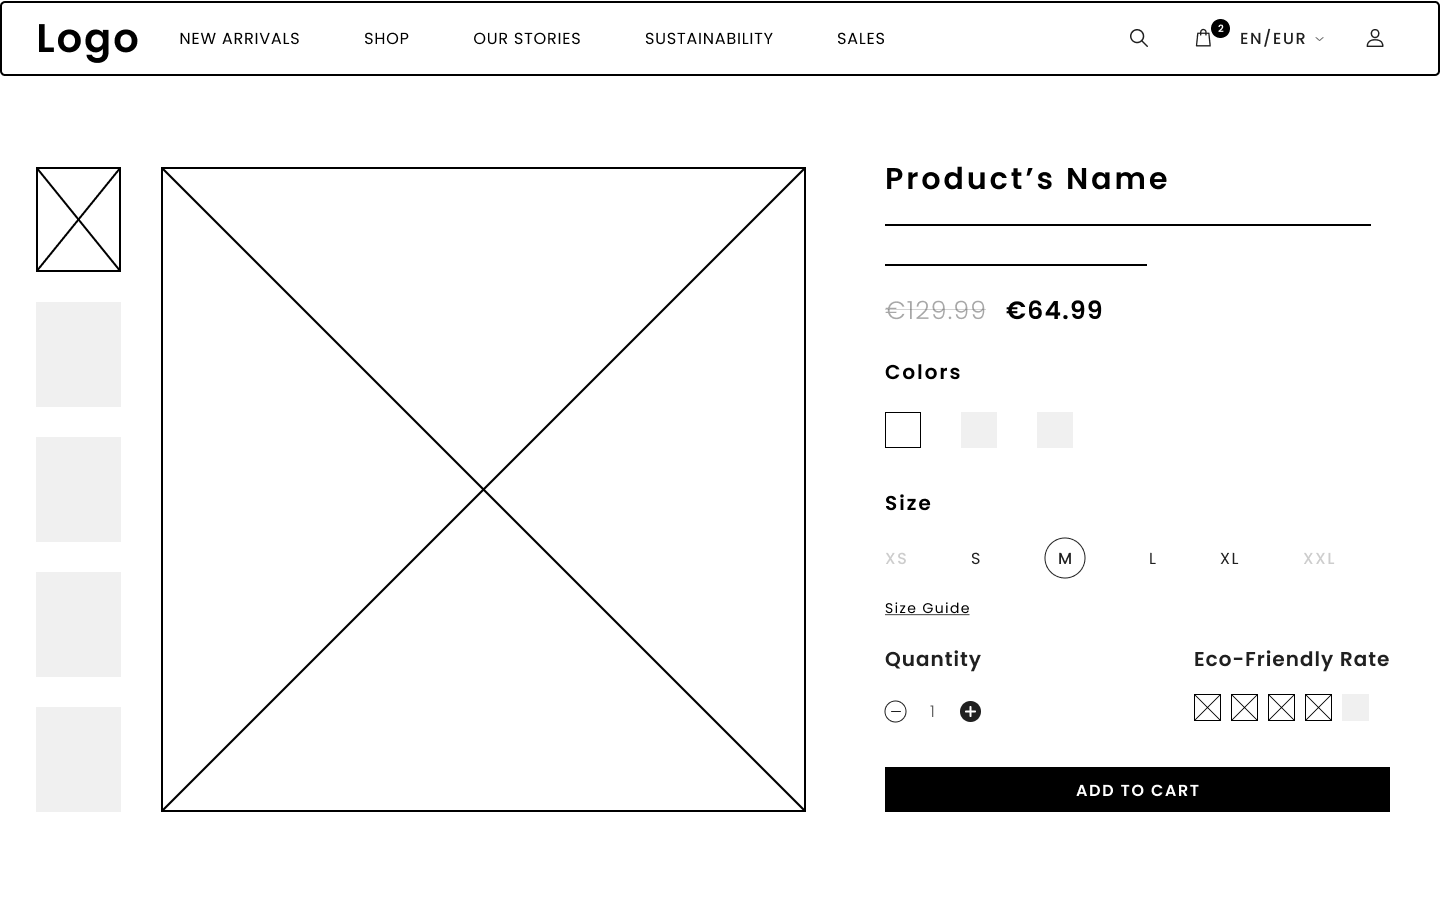 Logo
NEW ARRIVALS SHOP OUR STORIES SUSTAINABILITY SALES
2
EN/EUR
Product’s Name
€129.99 €64.99
Colors
Size
XS S M L XL XXL
Size Guide
Quantity
1
Eco-Friendly Rate
ADD TO CART